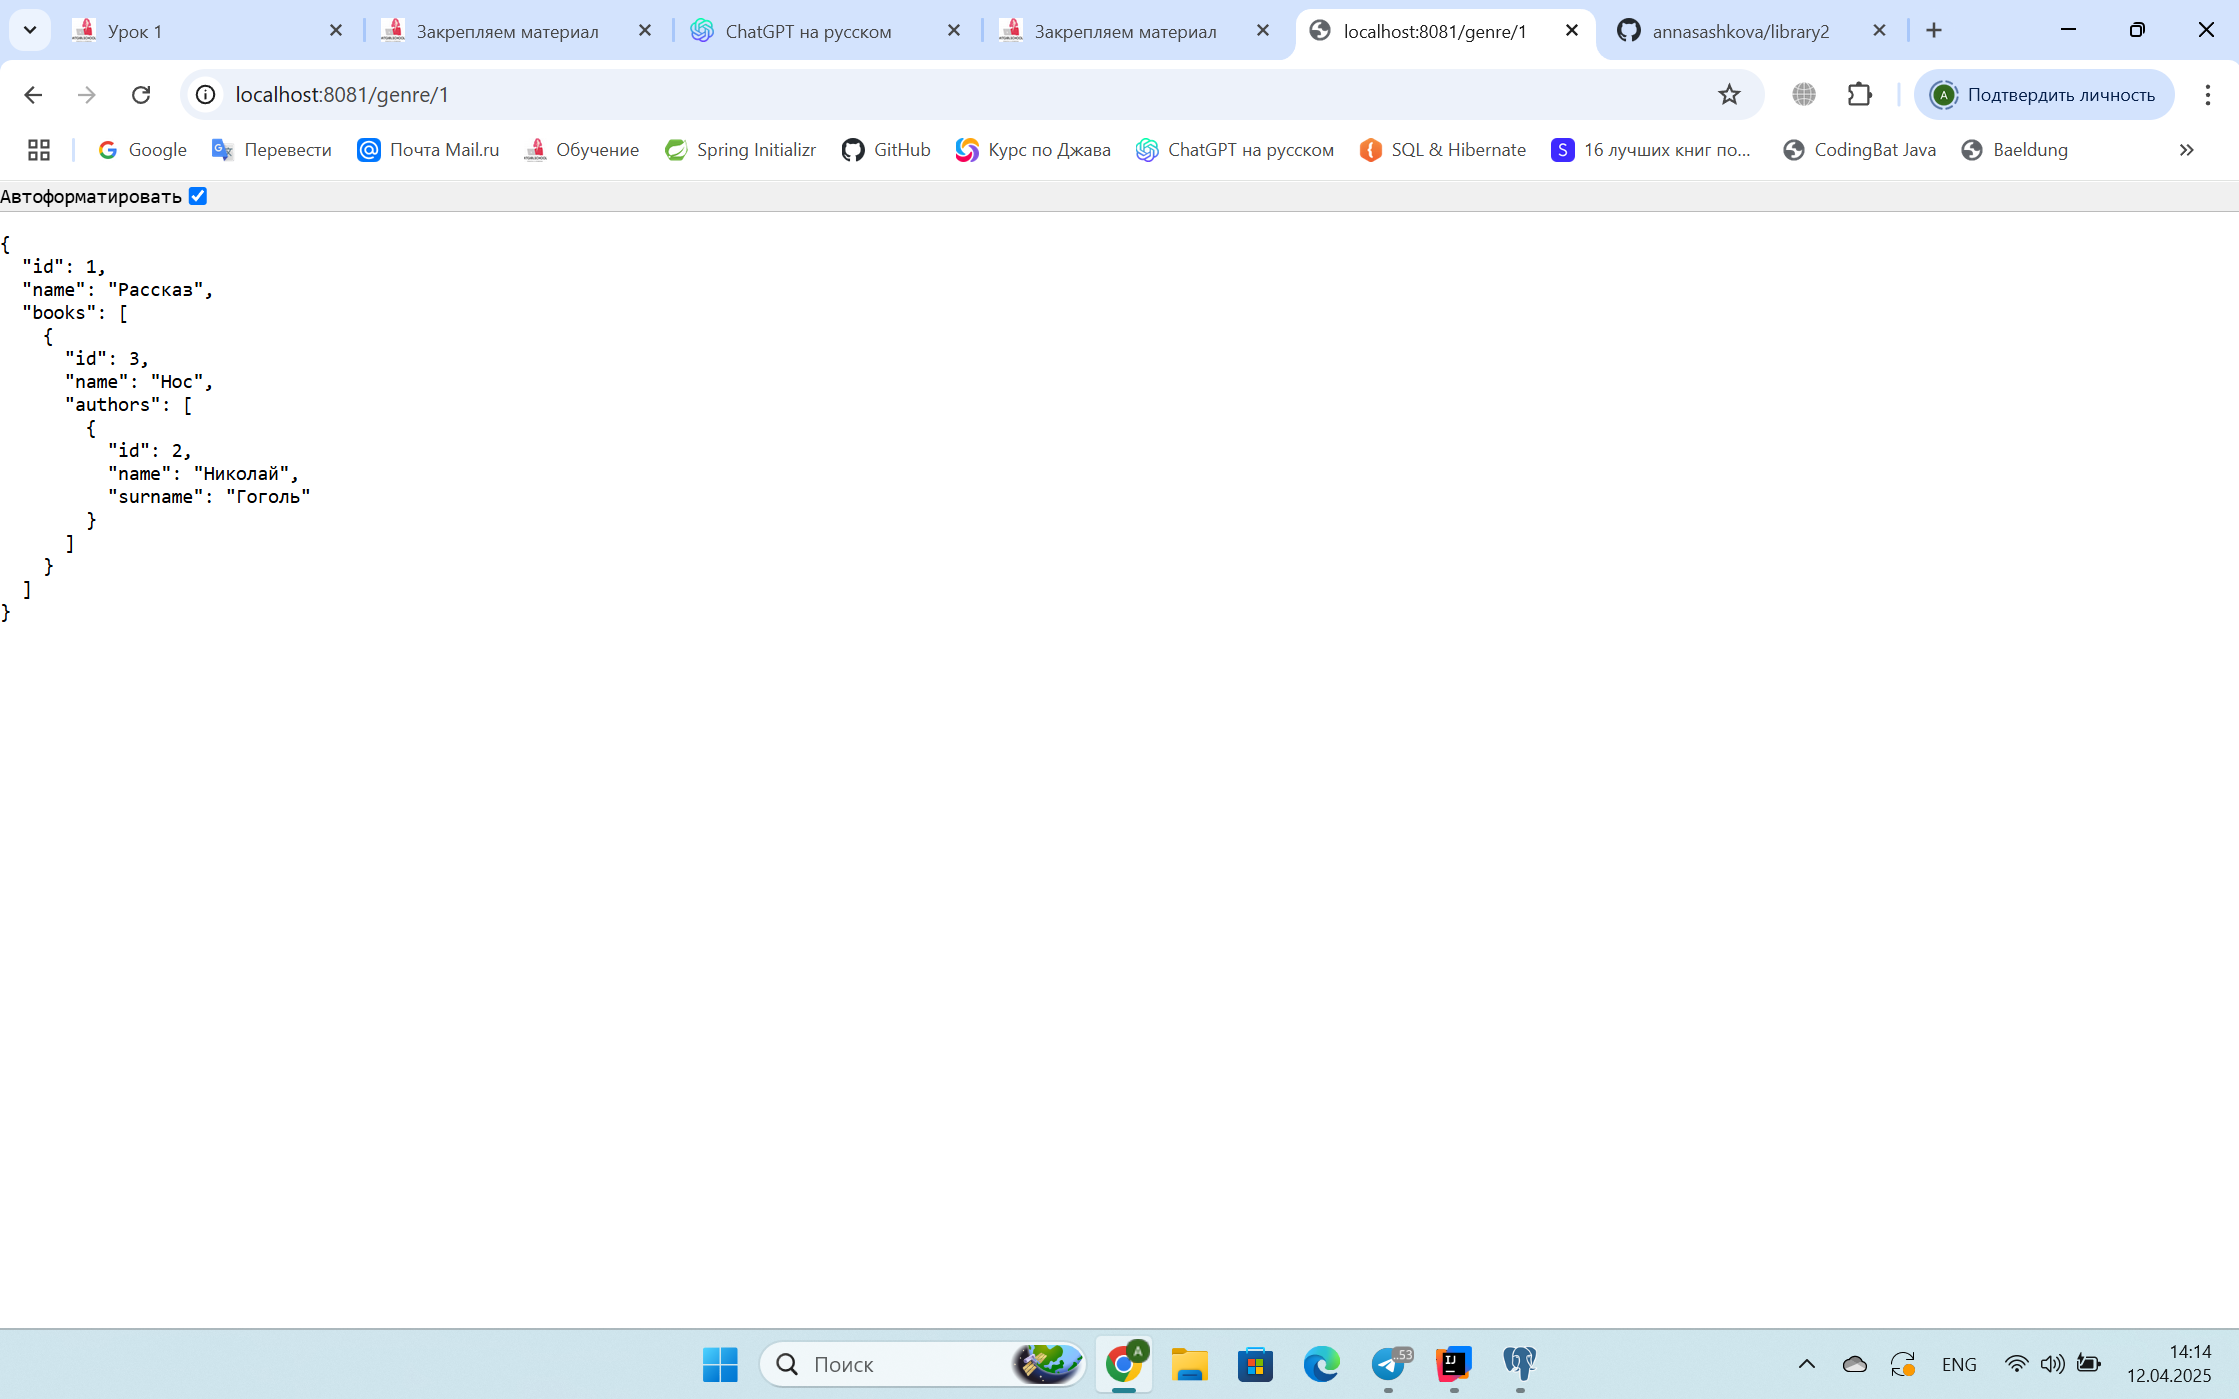 Урок 1
Закрепляем материал
ChatGPT на русском
Закрепляем материал
localhost:8081/genre/1
annasashkova/library2
localhost:8081/genre/1
A
Подтвердить личность
Google
Перевести
Почта Mail.ru
Обучение
Spring Initializr
GitHub
Курс по Джава
ChatGPT на русском
SQL & Hibernate
S
16 лучших книг по...
CodingBat Java
Baeldung
Автоформатировать
{
  "id": 1,
  "name": "Рассказ",
  "books": [
    {
      "id": 3,
      "name": "Нос",
      "authors": [
        {
          "id": 2,
          "name": "Николай",
          "surname": "Гоголь"
        }
      ]
    }
  ]
}
Поиск
A
..53
IJ
ENG
14:14
12.04.2025